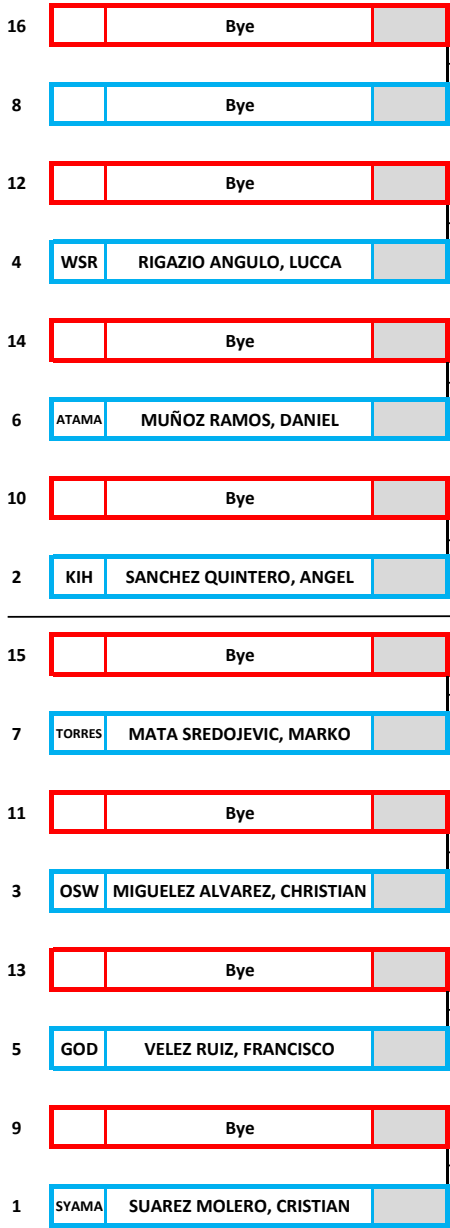 16 Bye
8 Bye
12 Bye
4 WSR RIGAZIO ANGULO, LUCCA
14 Bye
6 ATAMA MUÑOZ RAMOS, DANIEL
10 Bye
2 KIH SANCHEZ QUINTERO, ANGEL
15 Bye
7 TORRES MATA SREDOJEVIC, MARKO
11 Bye
3 OSW MIGUELEZ ALVAREZ, CHRISTIAN
13 Bye
5 GOD VELEZ RUIZ, FRANCISCO
9 Bye
1 SYAMA SUAREZ MOLERO, CRISTIAN